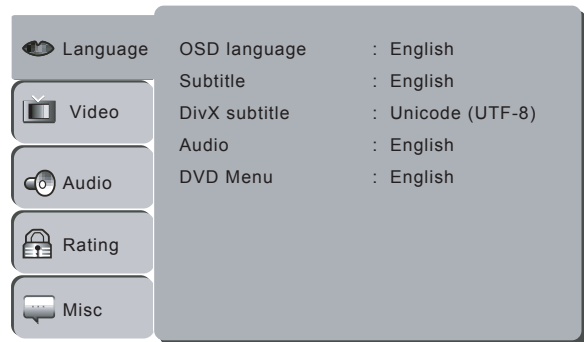 Language
Video
Audio
Rating
Misc
OSD language : English
Subtitle : English
DivX subtitle : Unicode (UTF-8)
Audio : English
DVD Menu : English